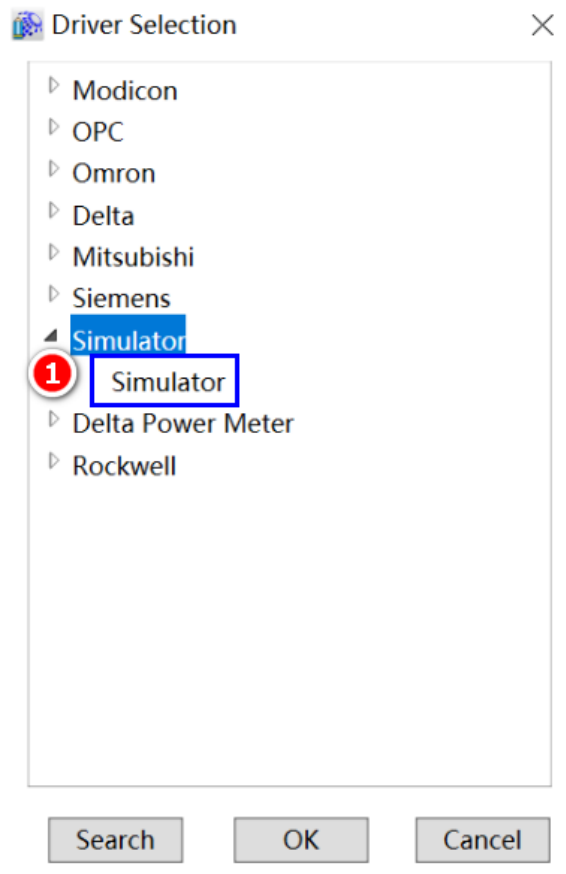 Driver Selection
Modicon
OPC
Omron
Delta
Mitsubishi
Siemens
Simulator
1
Simulator
Delta Power Meter
Rockwell
Search OK Cancel